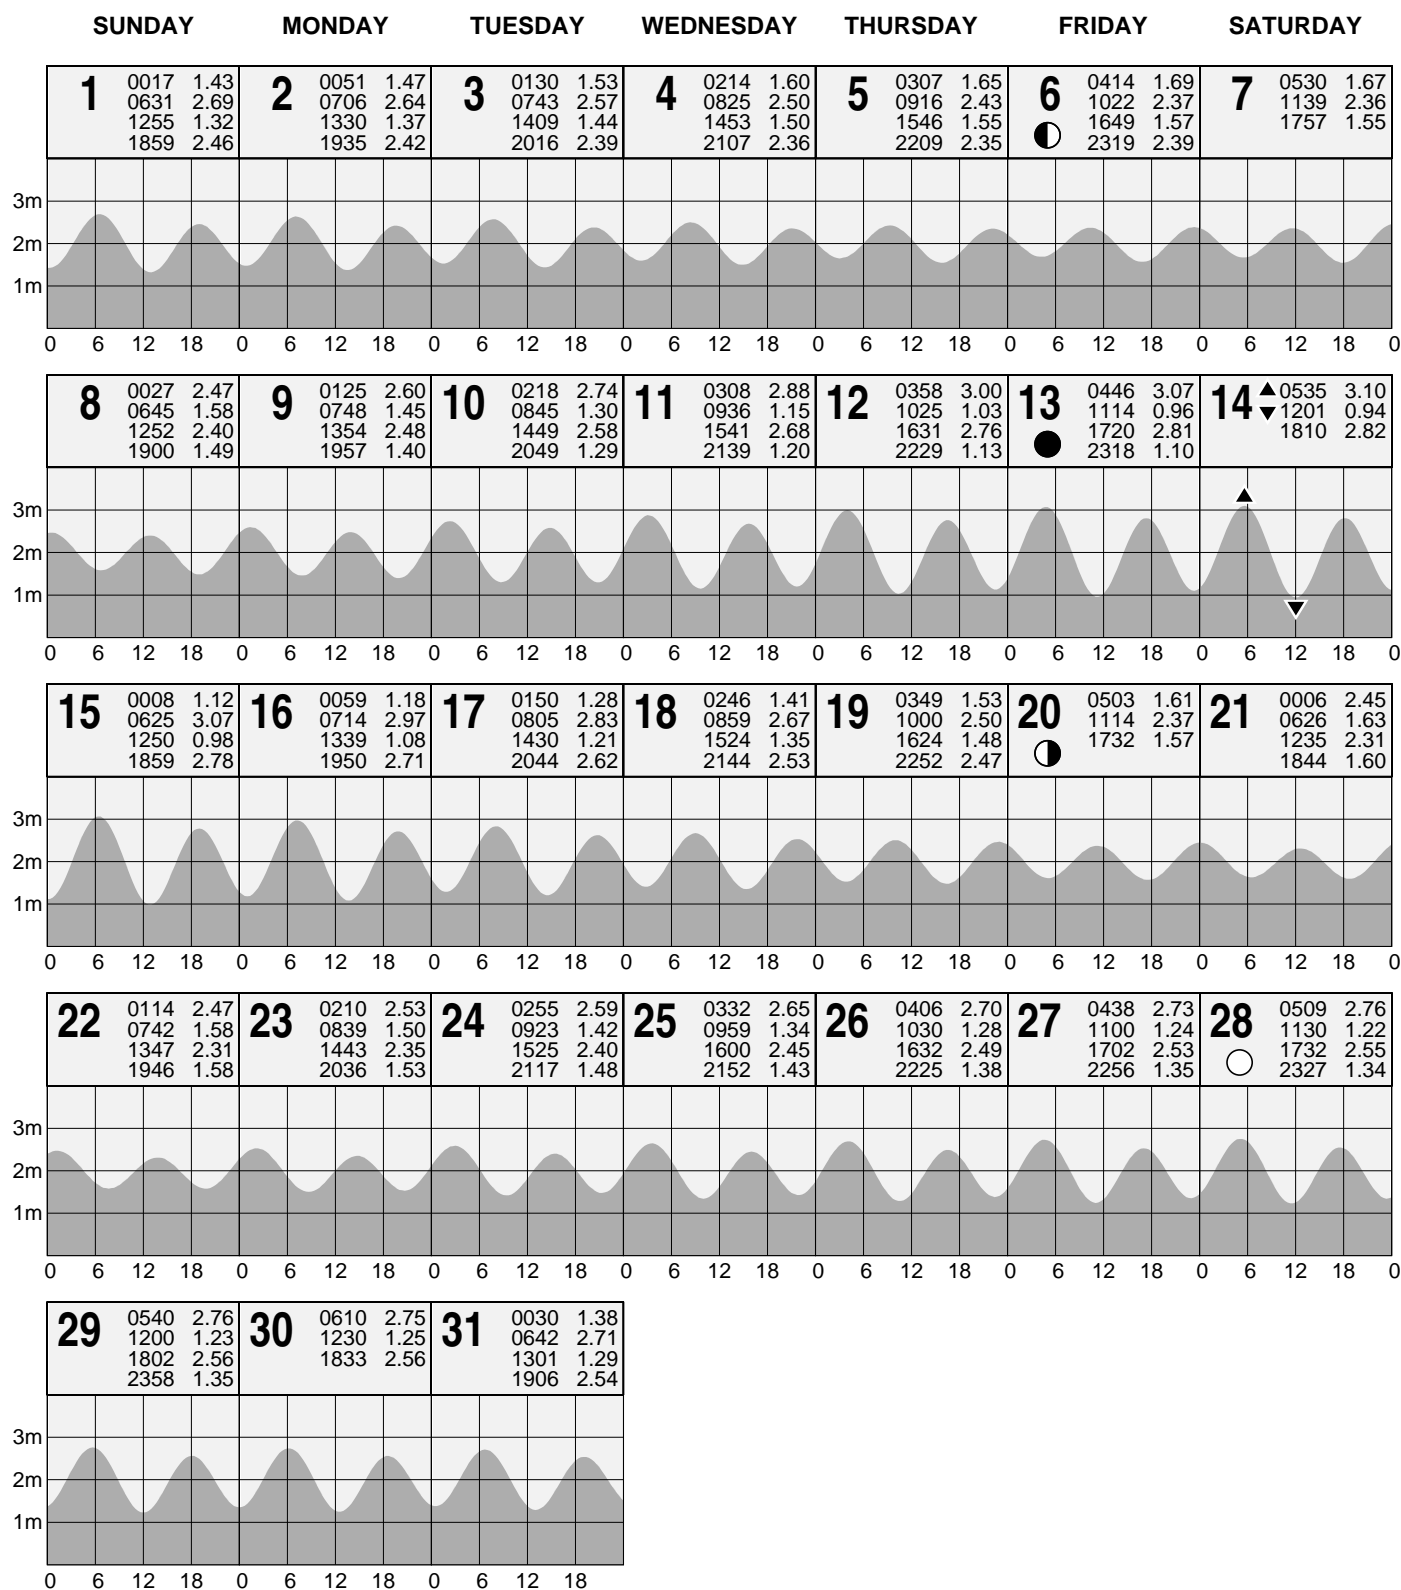 SUNDAY MONDAY TUESDAY WEDNESDAY THURSDAY FRIDAY SATURDAY
1 0017 1.43 2 0051 1.47 3 0130 1.53 4 0214 1.60 5 0307 1.65 6 0414 1.69 7 0530 1.67
0631 2.69 0706 2.64 0743 2.57 0825 2.50 0916 2.43 1022 2.37 1139 2.36
1255 1.32 1330 1.37 1409 1.44 1453 1.50 1546 1.55 1649 1.57 1757 1.55
1859 2.46 1935 2.42 2016 2.39 2107 2.36 2209 2.35 2319 2.39
3m
2m
1m
0 6 12 18 0 6 12 18 0 6 12 18 0 6 12 18 0 6 12 18 0 6 12 18 0 6 12 18 0
8 0027 2.47 9 0125 2.60 10 0218 2.74 11 0308 2.88 12 0358 3.00 13 0446 3.07 14 0535 3.10
0645 1.58 0748 1.45 0845 1.30 0936 1.15 1025 1.03 1114 0.96 1201 0.94
1252 2.40 1354 2.48 1449 2.58 1541 2.68 1631 2.76 1720 2.81 1810 2.82
1900 1.49 1957 1.40 2049 1.29 2139 1.20 2229 1.13 2318 1.10
3m
2m
1m
0 6 12 18 0 6 12 18 0 6 12 18 0 6 12 18 0 6 12 18 0 6 12 18 0 6 12 18 0
15 0008 1.12 16 0059 1.18 17 0150 1.28 18 0246 1.41 19 0349 1.53 20 0503 1.61 21 0006 2.45
0625 3.07 0714 2.97 0805 2.83 0859 2.67 1000 2.50 1114 2.37 0626 1.63
1250 0.98 1339 1.08 1430 1.21 1524 1.35 1624 1.48 1732 1.57 1235 2.31
1859 2.78 1950 2.71 2044 2.62 2144 2.53 2252 2.47 1844 1.60
3m
2m
1m
0 6 12 18 0 6 12 18 0 6 12 18 0 6 12 18 0 6 12 18 0 6 12 18 0 6 12 18 0
22 0114 2.47 23 0210 2.53 24 0255 2.59 25 0332 2.65 26 0406 2.70 27 0438 2.73 28 0509 2.76
0742 1.58 0839 1.50 0923 1.42 0959 1.34 1030 1.28 1100 1.24 1130 1.22
1347 2.31 1443 2.35 1525 2.40 1600 2.45 1632 2.49 1702 2.53 1732 2.55
1946 1.58 2036 1.53 2117 1.48 2152 1.43 2225 1.38 2256 1.35 2327 1.34
3m
2m
1m
0 6 12 18 0 6 12 18 0 6 12 18 0 6 12 18 0 6 12 18 0 6 12 18 0 6 12 18 0
29 0540 2.76 30 0610 2.75 31 0030 1.38
1200 1.23 1230 1.25 0642 2.71
1802 2.56 1833 2.56 1301 1.29
2358 1.35 1906 2.54
3m
2m
1m
0 6 12 18 0 6 12 18 0 6 12 18